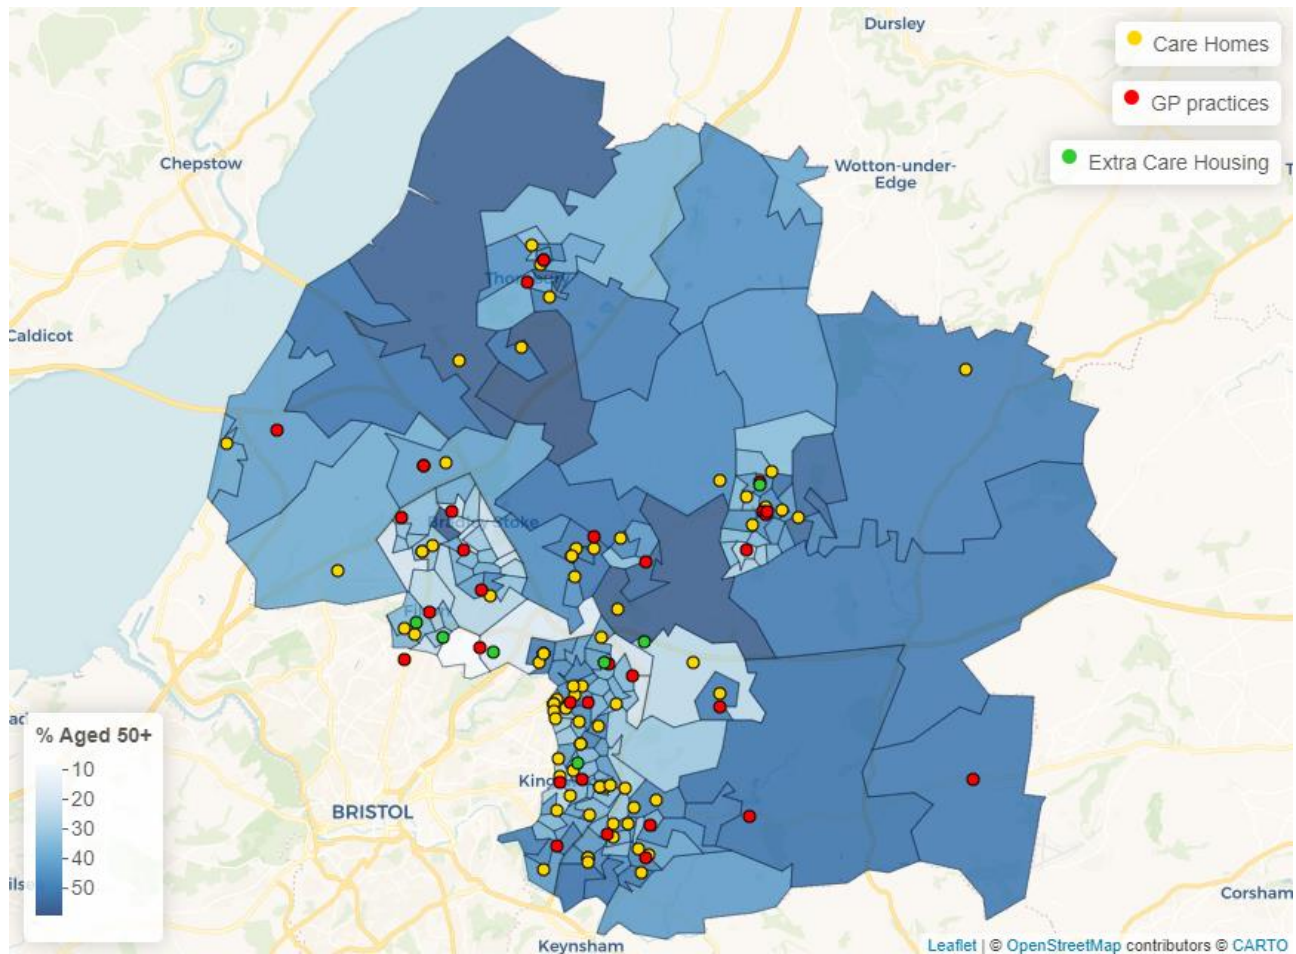 Dursley
Care Homes
GP practices
Chepstow
Wotton-under-
Edge
Extra Care Housing
T
Caldicot
Stoke
% Aged 50+
10
20
30
40
50
BRISTOL
Corsham
Keynsham
Leaflet | © OpenStreetMap contributors © CARTO